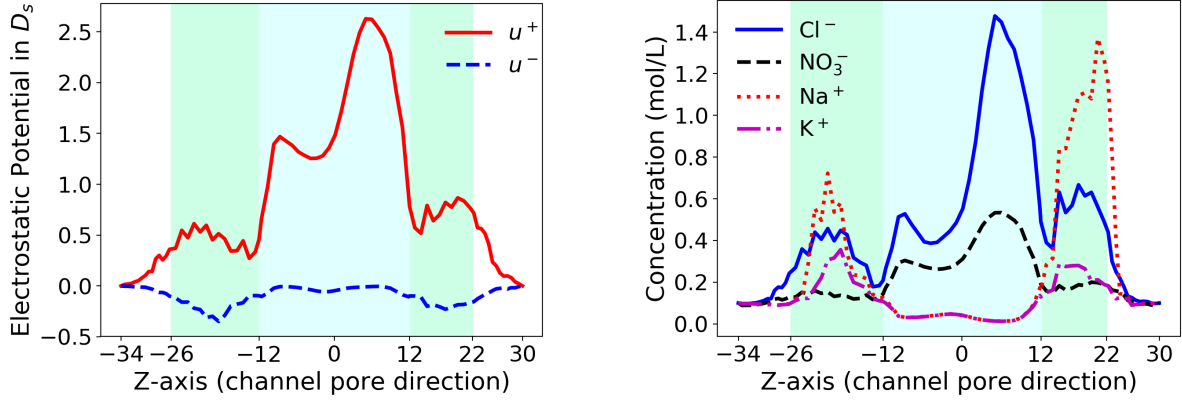 Electrostatic Potential in Dₛ
2.5
2.0
1.5
1.0
0.5
0.0
−0.5
u⁺
u⁻
−34
−26
−12
0
12
22
30
Z-axis (channel pore direction)
Concentration (mol/L)
1.4
1.2
1.0
0.8
0.6
0.4
0.2
0.0
Cl⁻
NO₃⁻
Na⁺
K⁺
−34
−26
−12
0
12
22
30
Z-axis (channel pore direction)